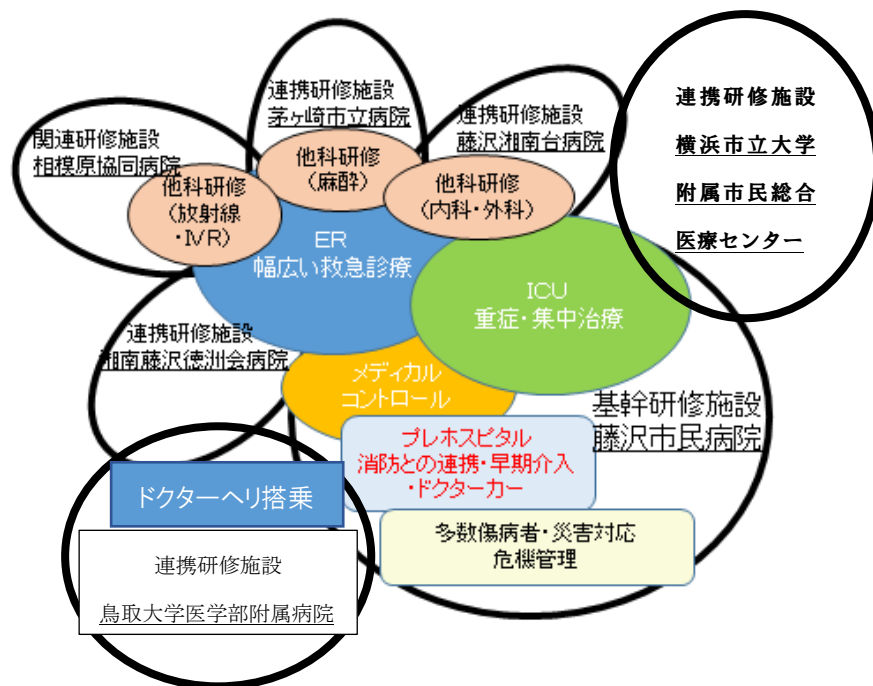 連携研修施設
茅ヶ崎市立病院
連携研修施設
藤沢湘南台病院
連携研修施設
横浜市立大学
附属市民総合
医療センター
関連研修施設
相模原協同病院
他科研修
(放射線
・IVR)
他科研修
(麻酔)
他科研修
(内科・外科)
ER
幅広い救急診療
ICU
重症・集中治療
連携研修施設
湘南藤沢徳洲会病院
メディカル
コントロール
基幹研修施設
藤沢市民病院
プレホスピタル
消防との連携・早期介入
・ドクターカー
多数傷病者・災害対応
危機管理
ドクターヘリ搭乗
連携研修施設
鳥取大学医学部附属病院